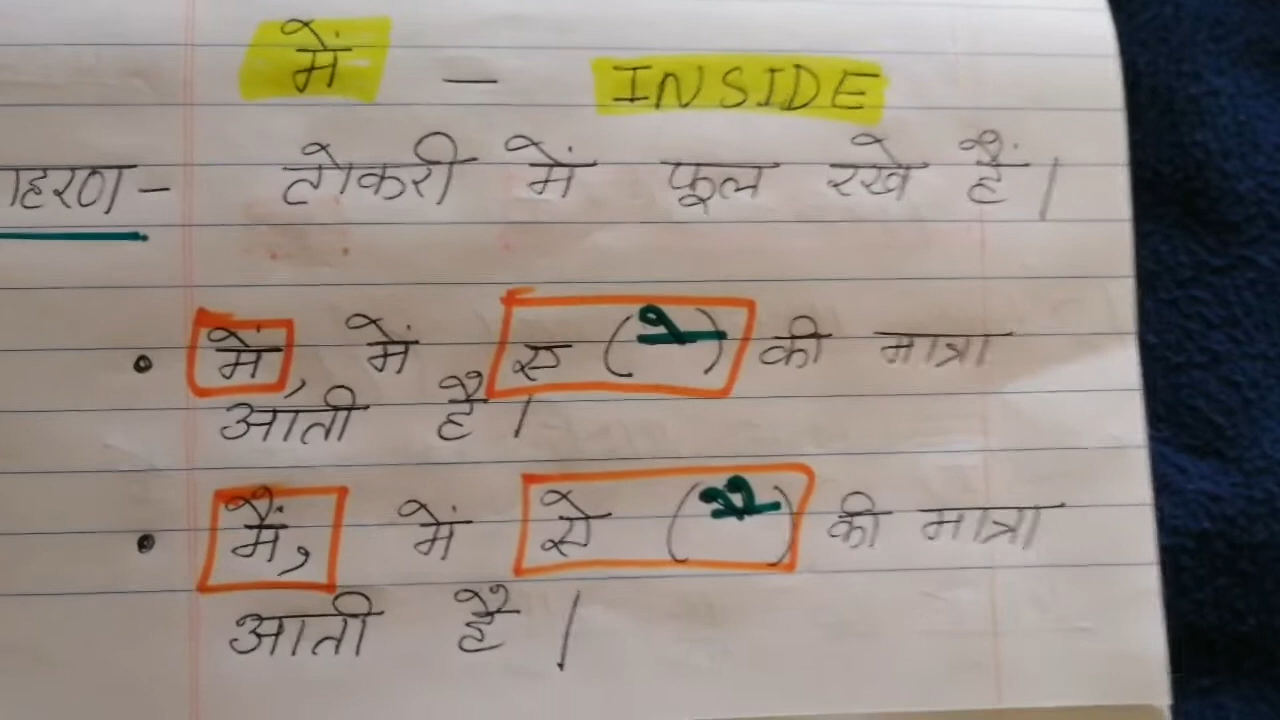 में - INSIDE
ाहरण- टोकरी में फूल रखे हैं।
• में, में ए (े) की मात्रा
आती है।
• मैं, में ऐ (ै) की मात्रा
आती है।